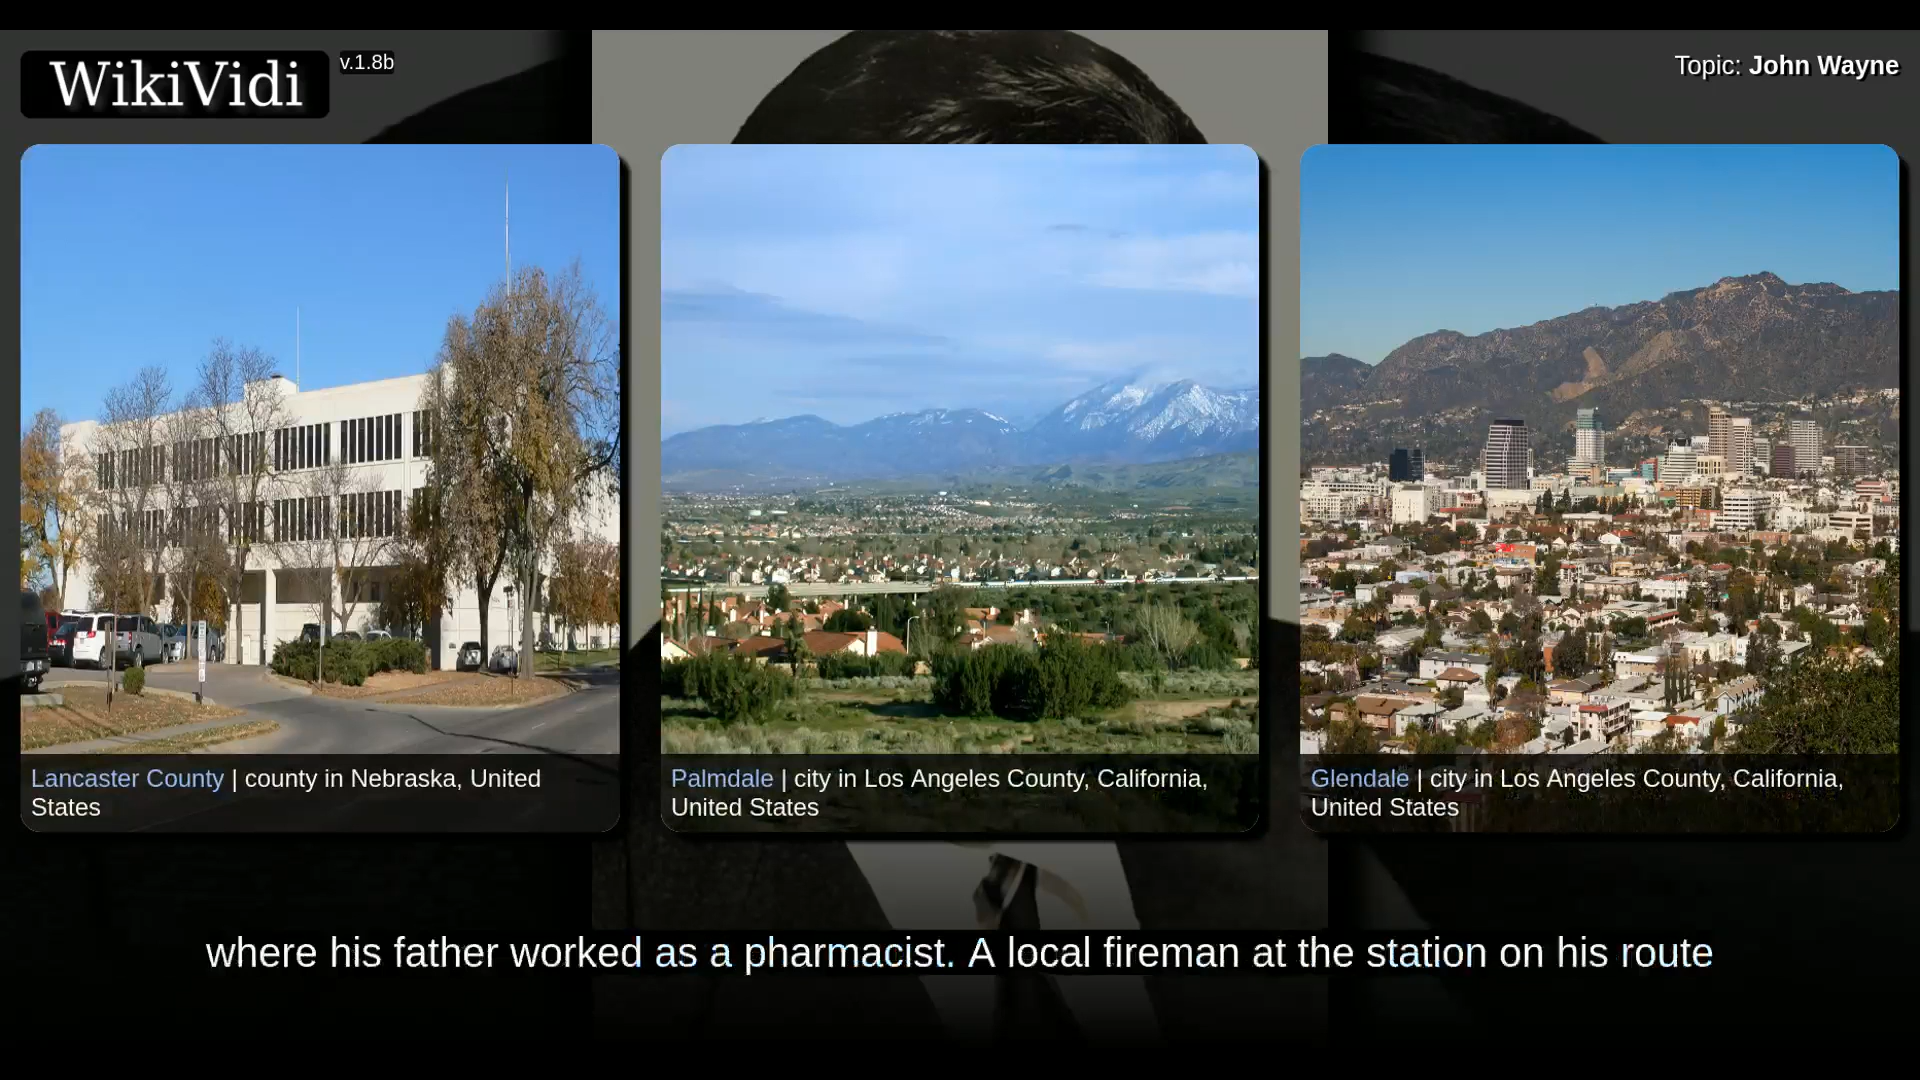 WikiVidi
v.1.8b
Topic: John Wayne
Lancaster County | county in Nebraska, United
States
Palmdale | city in Los Angeles County, California,
United States
Glendale | city in Los Angeles County, California,
United States
where his father worked as a pharmacist. A local fireman at the station on his route